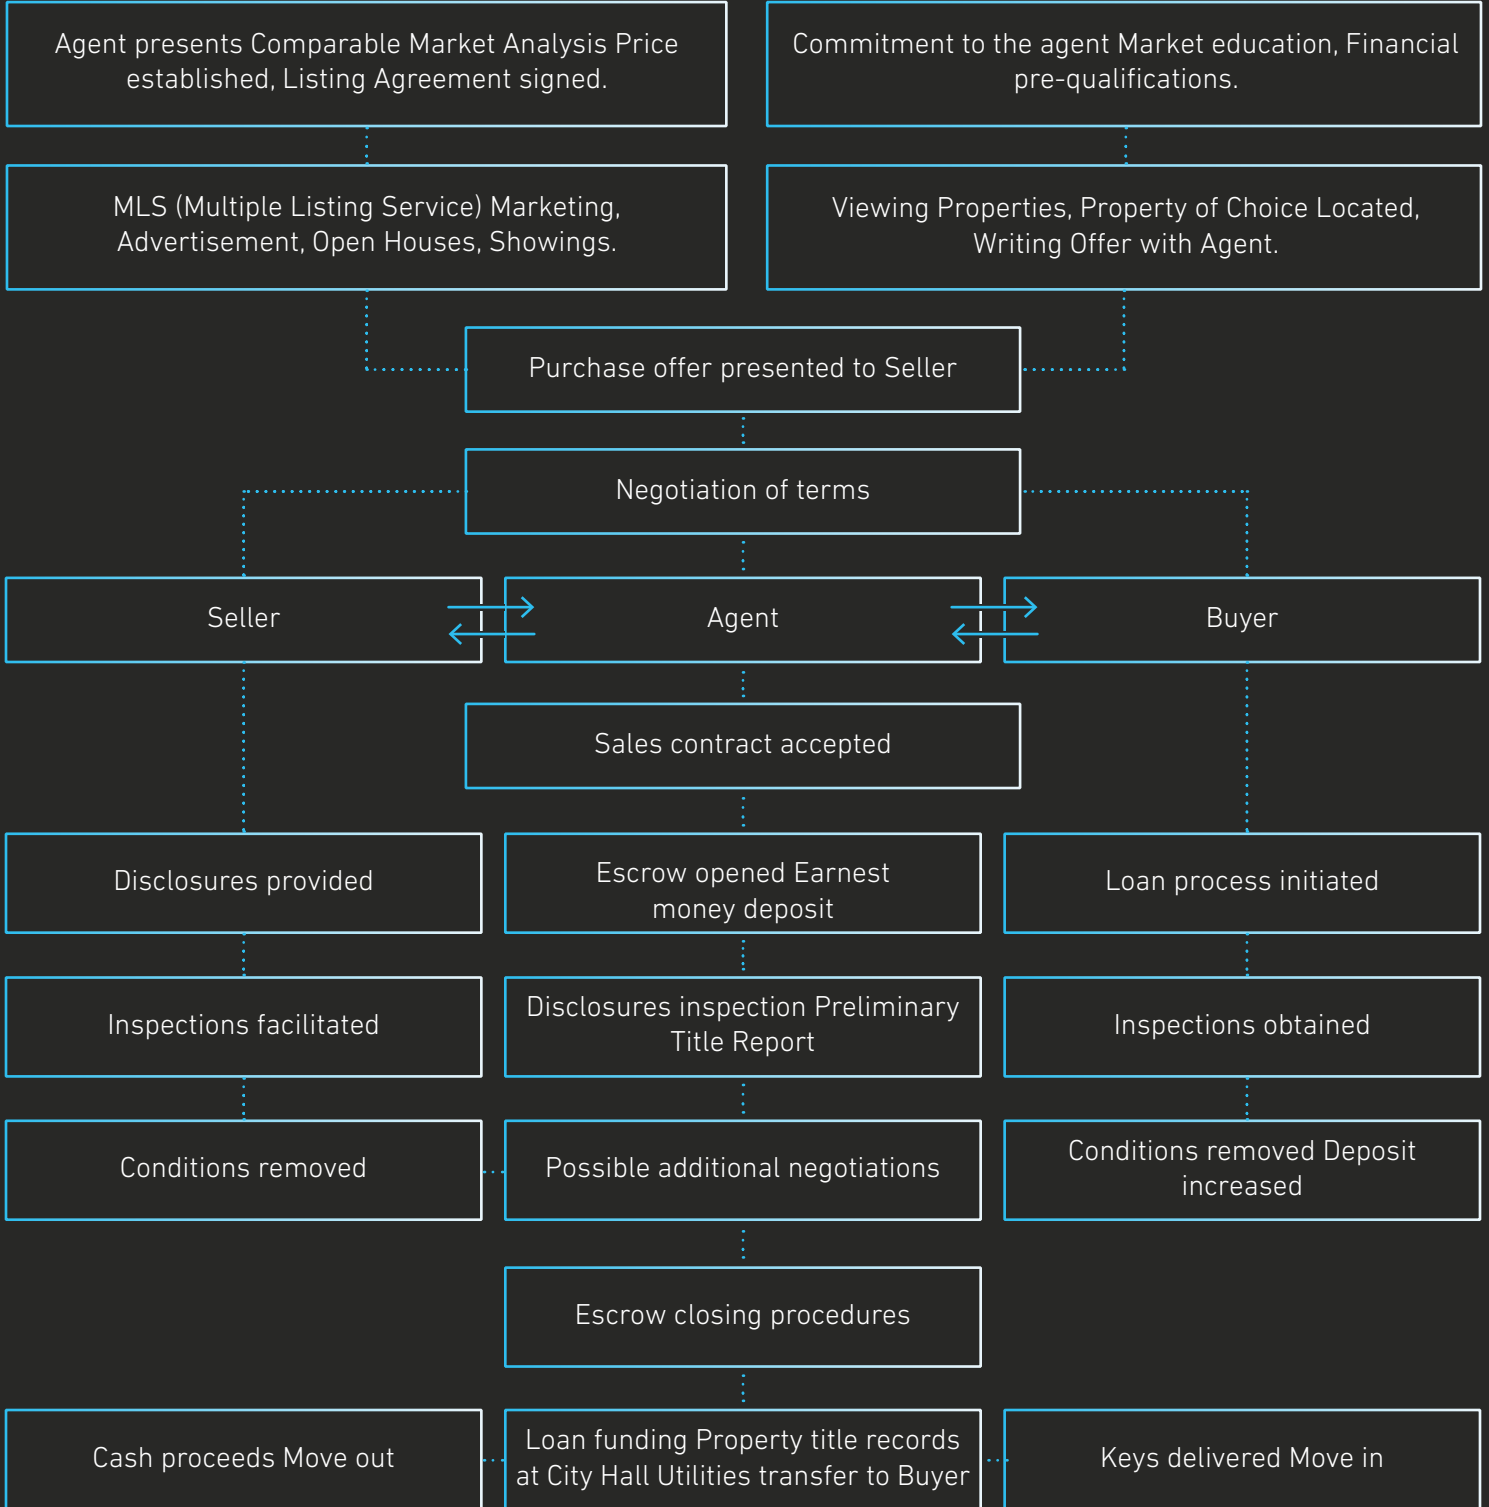 Agent presents Comparable Market Analysis Price
established, Listing Agreement signed.
Commitment to the agent Market education, Financial
pre-qualifications.
MLS (Multiple Listing Service) Marketing,
Advertisement, Open Houses, Showings.
Viewing Properties, Property of Choice Located,
Writing Offer with Agent.
Purchase offer presented to Seller
Negotiation of terms
Seller
Agent
Buyer
Sales contract accepted
Disclosures provided
Escrow opened Earnest
money deposit
Loan process initiated
Inspections facilitated
Disclosures inspection Preliminary
Title Report
Inspections obtained
Conditions removed
Possible additional negotiations
Conditions removed Deposit
increased
Escrow closing procedures
Cash proceeds Move out
Loan funding Property title records
at City Hall Utilities transfer to Buyer
Keys delivered Move in